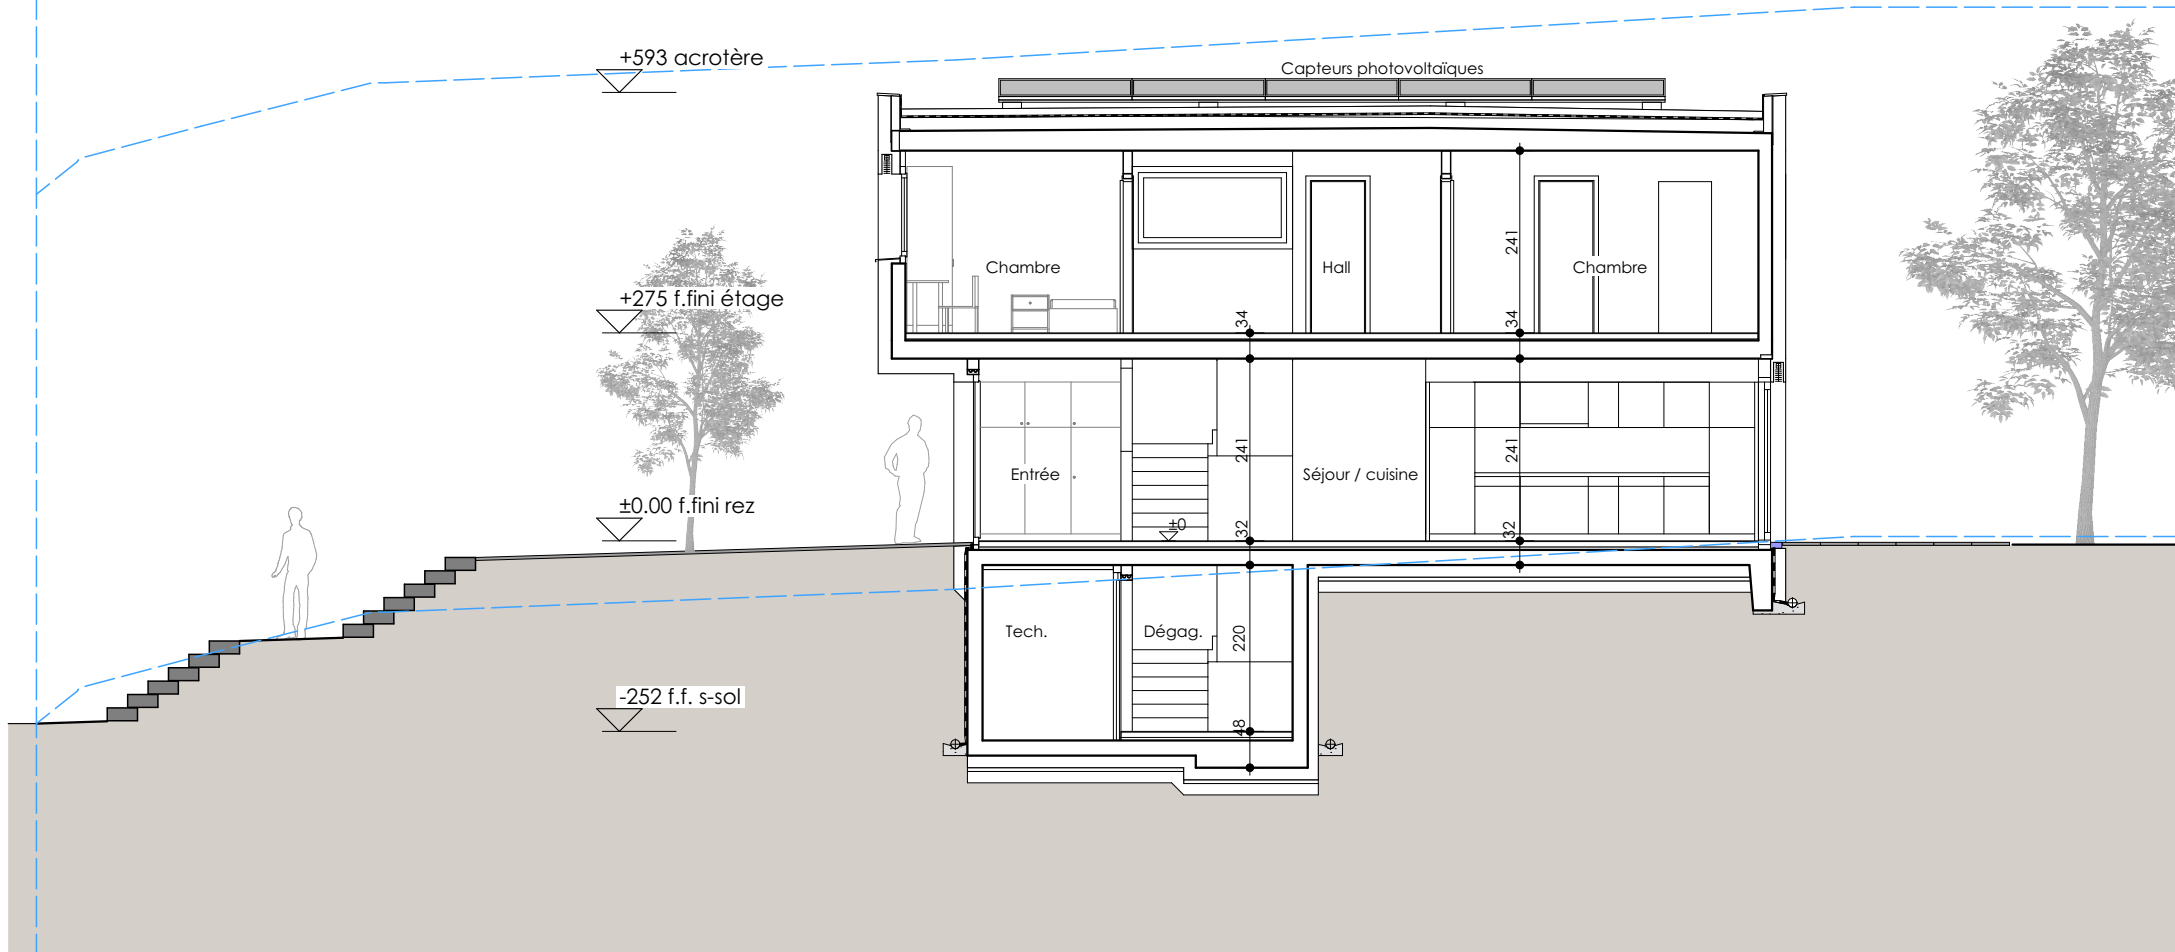 +593 acrotère
Capteurs photovoltaïques
241
Chambre
Hall
Chambre
+275 f.fini étage
34
34
241
241
Entrée
Séjour / cuisine
±0.00 f.fini rez
±0
32
32
Tech.
Dégag.
220
-252 f.f. s-sol
48